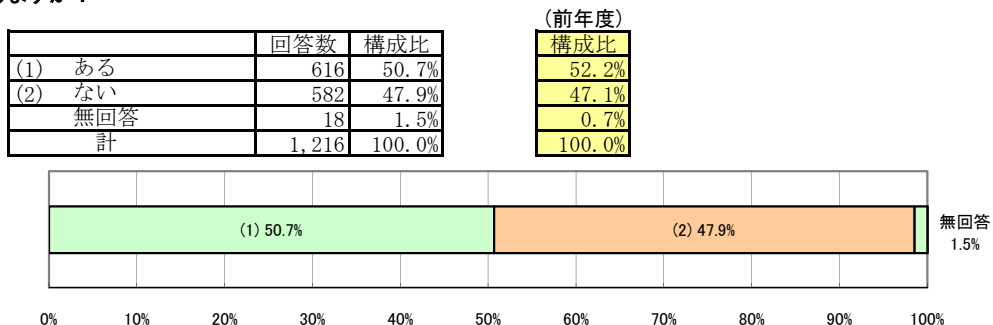 ますか？
(前年度)
回答数 構成比 構成比
(1) ある 616 50.7% 52.2%
(2) ない 582 47.9% 47.1%
無回答 18 1.5% 0.7%
計 1,216 100.0% 100.0%
(1) 50.7% (2) 47.9% 無回答
1.5%
0% 10% 20% 30% 40% 50% 60% 70% 80% 90% 100%